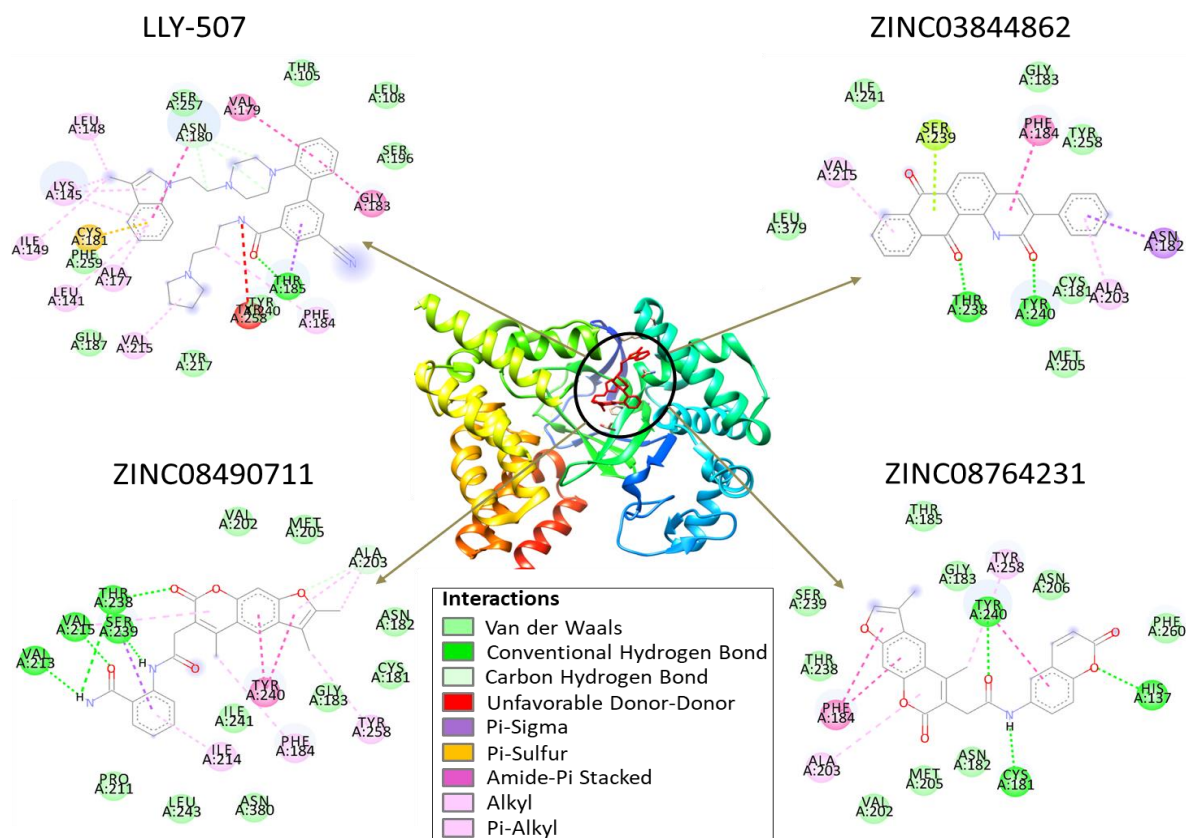 LLY-507
THR
A:105
LEU
A:108
SER
A:257
VAL
A:179
ASN
A:180
LEU
A:148
SER
A:196
LYS
A:145
GLY
A:183
CYS
A:181
ILE
A:149
PHE
A:259
ALA
A:177
THR
A:185
LEU
A:141
TYR
A:240
TYR
A:258
PHE
A:184
GLU
A:187
VAL
A:215
TYR
A:217
N
N
N
NH
O
N
N
ZINC03844862
GLY
A:183
ILE
A:241
SER
A:239
PHE
A:184
TYR
A:258
VAL
A:215
LEU
A:379
ASN
A:182
CYS
A:181
ALA
A:203
THR
A:238
TYR
A:240
MET
A:205
O
O
NH
O
ZINC08490711
VAL
A:202
MET
A:205
ALA
A:203
THR
A:238
VAL
A:215
SER
A:239
ASN
A:182
VAL
A:213
CYS
A:181
TYR
A:240
GLY
A:183
ILE
A:241
TYR
A:258
PHE
A:184
ILE
A:214
PRO
A:211
LEU
A:243
ASN
A:380
O
O
O
H
NH
O
O
H
N
Interactions
Van der Waals
Conventional Hydrogen Bond
Carbon Hydrogen Bond
Unfavorable Donor-Donor
Pi-Sigma
Pi-Sulfur
Amide-Pi Stacked
Alkyl
Pi-Alkyl
ZINC08764231
THR
A:185
TYR
A:258
GLY
A:183
ASN
A:206
SER
A:239
TYR
A:240
PHE
A:260
THR
A:238
HIS
A:137
PHE
A:184
ALA
A:203
ASN
A:182
MET
A:205
CYS
A:181
VAL
A:202
O
O
O
O
NH
H
O
O